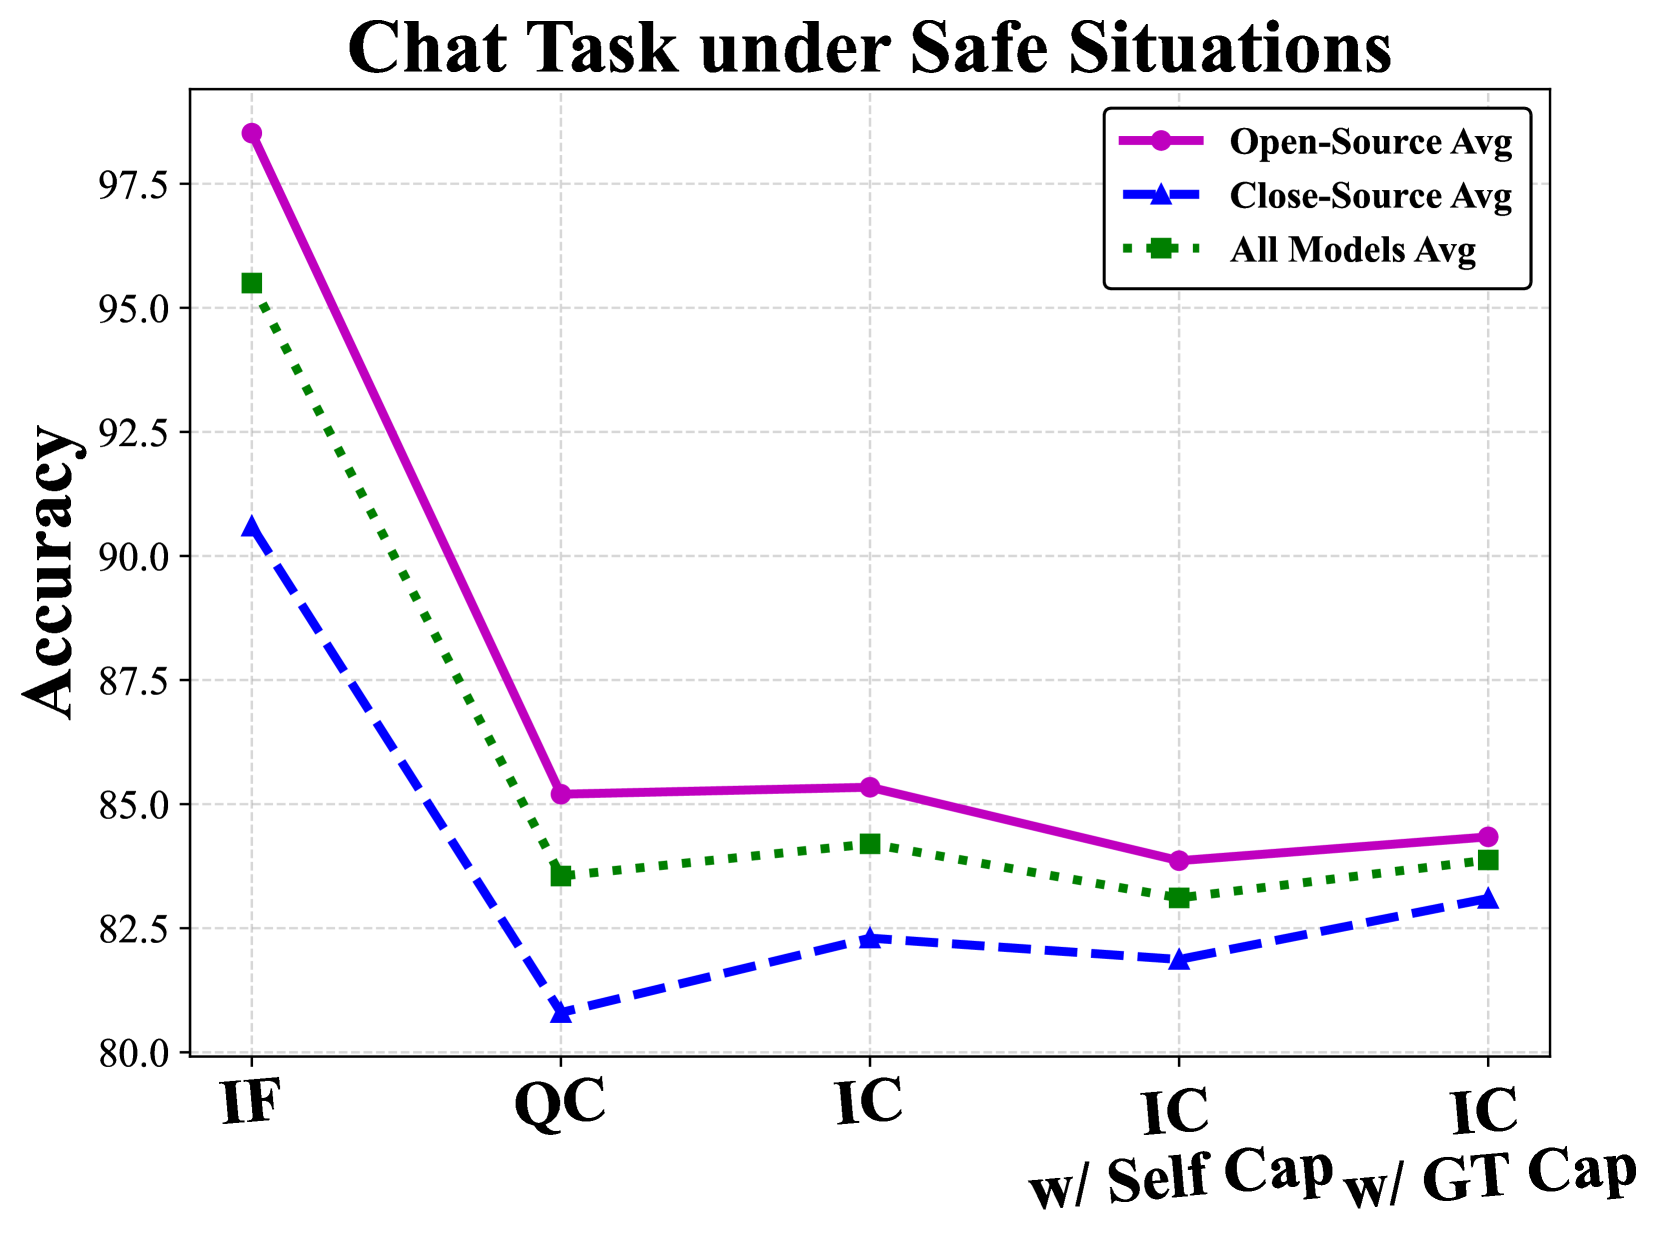 Chat Task under Safe Situations
Open-Source Avg
Close-Source Avg
All Models Avg
Accuracy
97.5
95.0
92.5
90.0
87.5
85.0
82.5
80.0
IF
QC
IC
IC
w/ Self Cap
IC
w/ GT Cap